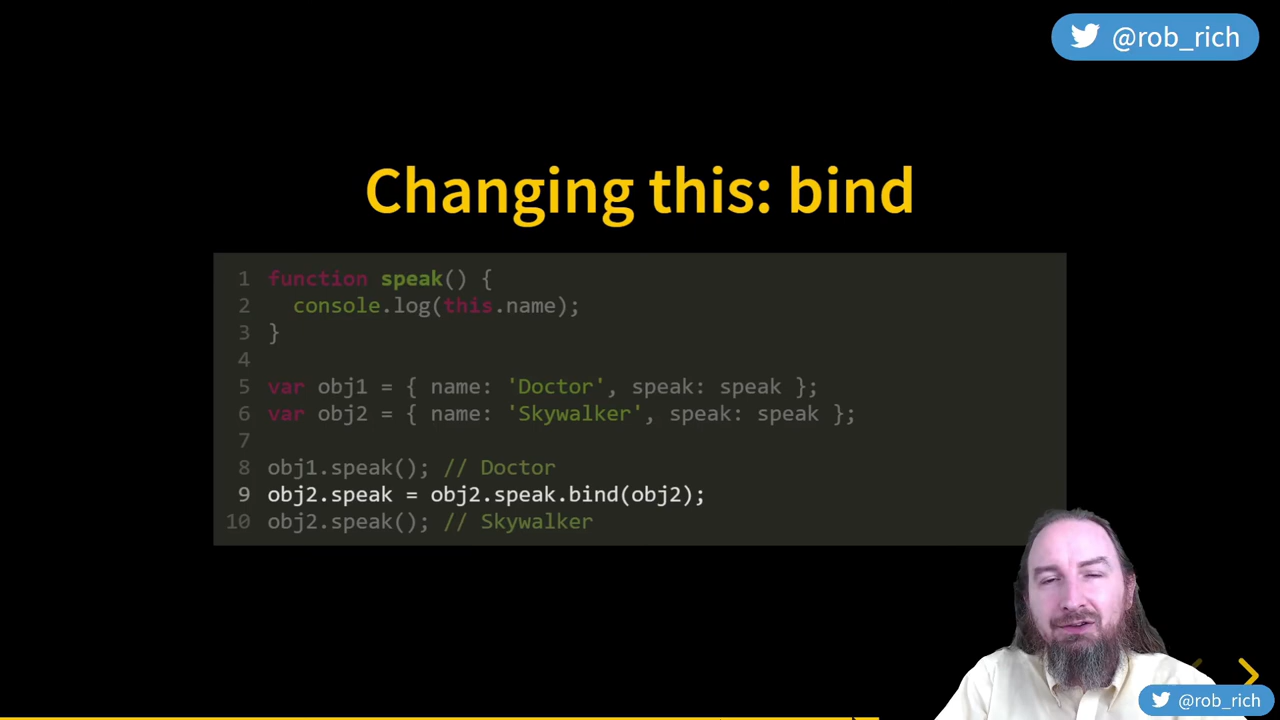 @rob_rich
Changing this: bind
1 function speak() {
2 console.log(this.name);
3 }
4
5 var obj1 = { name: 'Doctor', speak: speak };
6 var obj2 = { name: 'Skywalker', speak: speak };
7
8 obj1.speak(); // Doctor
9 obj2.speak = obj2.speak.bind(obj2);
10 obj2.speak(); // Skywalker
@rob_rich